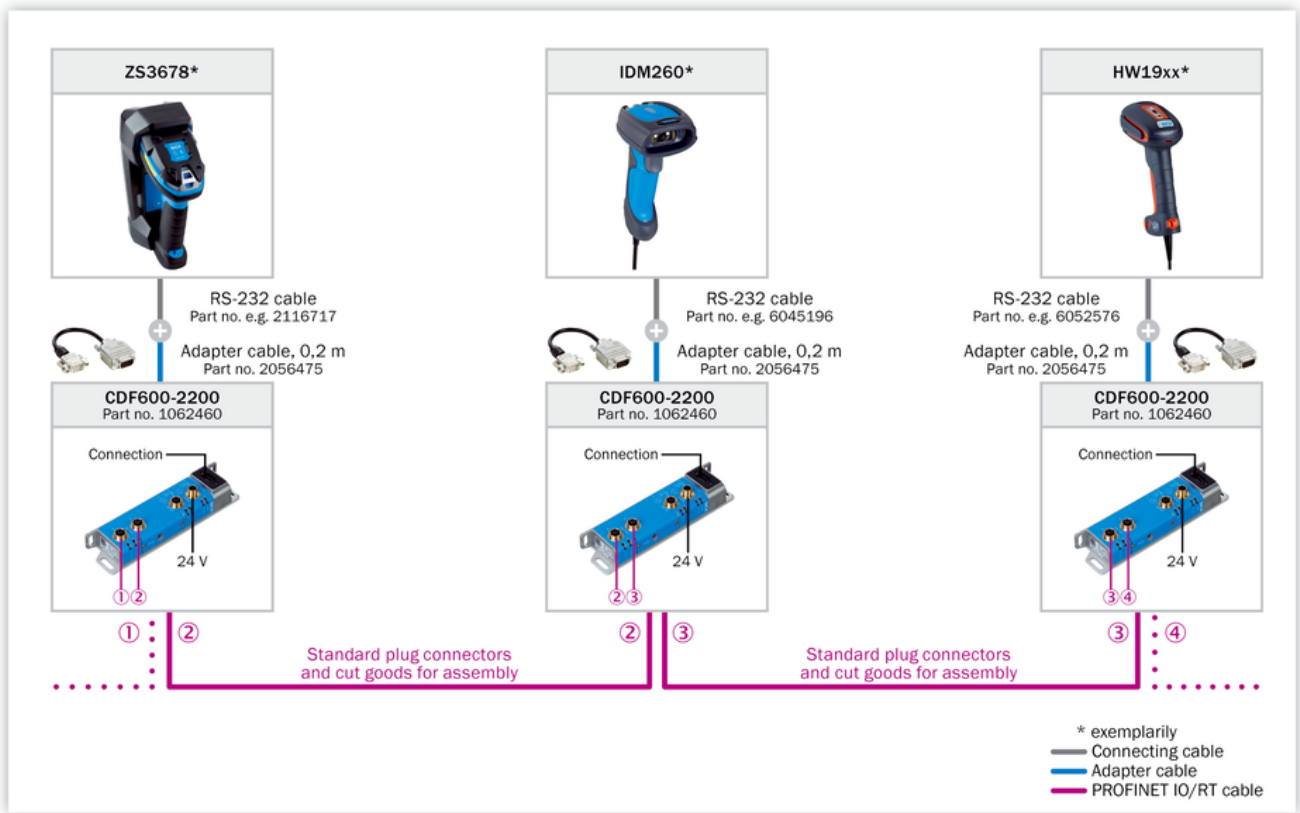 ZS3678*
IDM260*
HW19xx*
RS-232 cable
Part no. e.g. 2116717
Adapter cable, 0,2 m
Part no. 2056475
RS-232 cable
Part no. e.g. 6045196
Adapter cable, 0,2 m
Part no. 2056475
RS-232 cable
Part no. e.g. 6052576
Adapter cable, 0,2 m
Part no. 2056475
CDF600-2200
Part no. 1062460
Connection
24 V
①②
CDF600-2200
Part no. 1062460
Connection
24 V
②③
CDF600-2200
Part no. 1062460
Connection
24 V
③④
① ②
② ③
③ ④
Standard plug connectors
and cut goods for assembly
Standard plug connectors
and cut goods for assembly
* exemplarily
Connecting cable
Adapter cable
PROFINET IO/RT cable